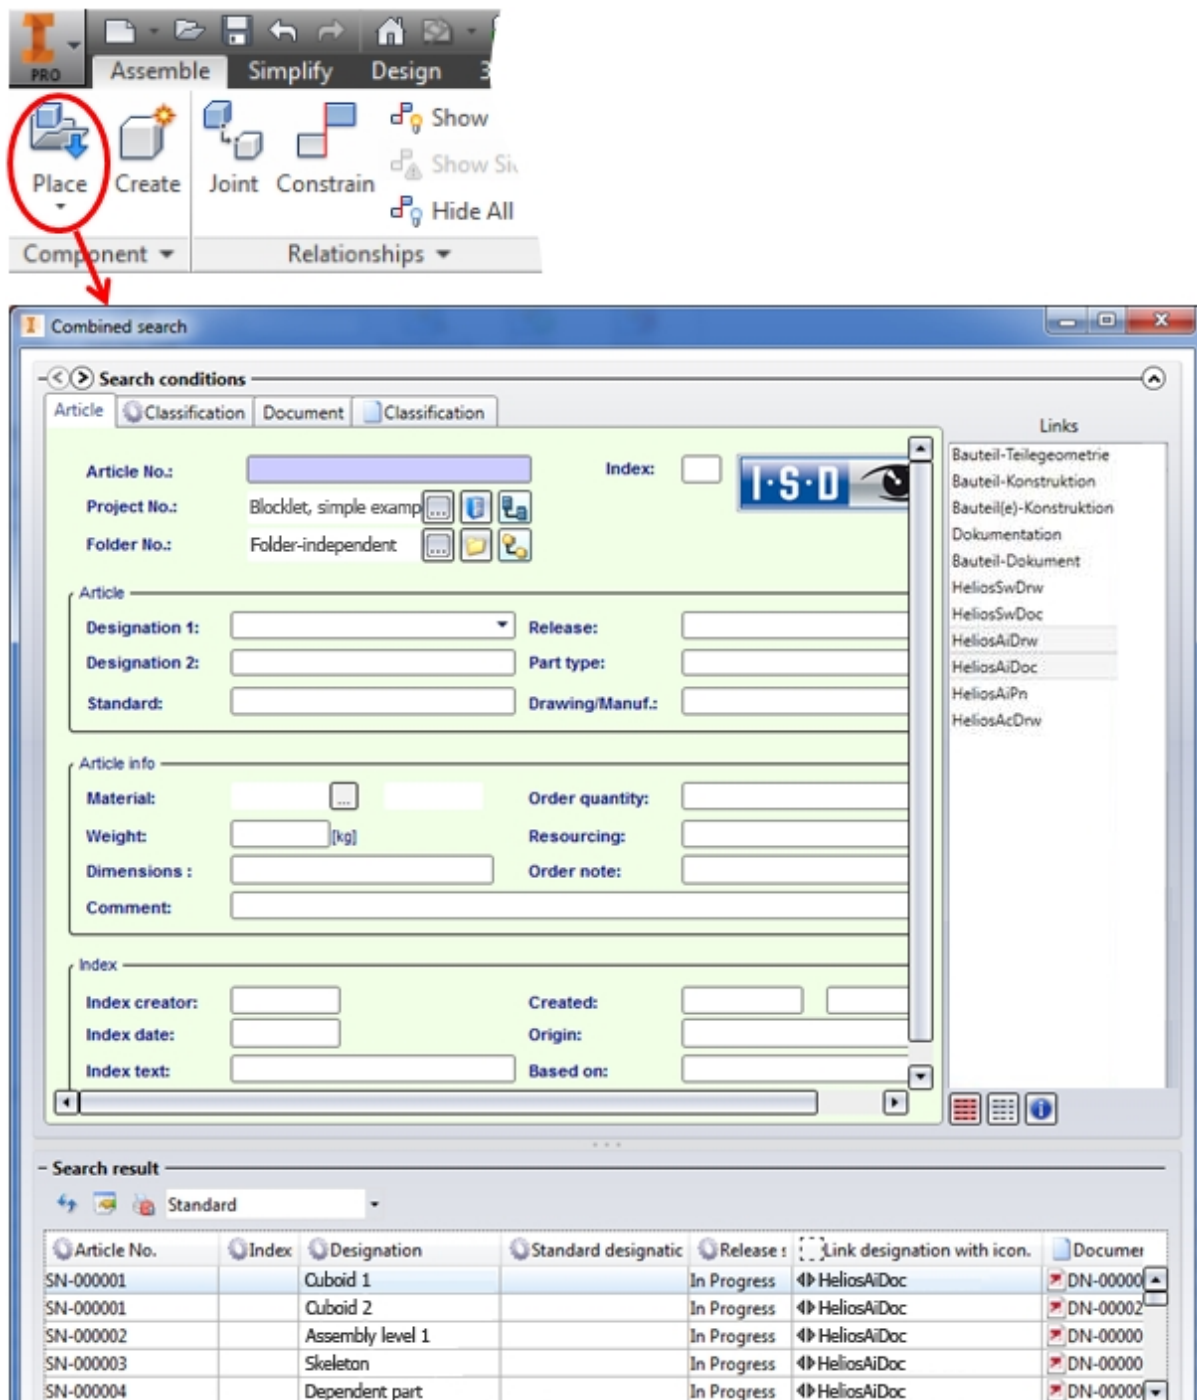 PRO
Assemble Simplify Design 3
Place Create Joint Constrain Show
Show
Hide All
Component Relationships
Combined search
Search conditions
Article Classification Document Classification
Links
Article No.: Index: I·S·D
Project No.: Blocklet, simple examp ...
Folder No.: Folder-independent ...
Article
Designation 1: Release:
Designation 2: Part type:
Standard: Drawing/Manuf.:
Article info
Material: ... Order quantity:
Weight: [kg] Resourcing:
Dimensions : Order note:
Comment:
Index
Index creator: Created:
Index date: Origin:
Index text: Based on:
Bauteil-Teilegeometrie
Bauteil-Konstruktion
Bauteil(e)-Konstruktion
Dokumentation
Bauteil-Dokument
HeliosSwDrw
HeliosSwDoc
HeliosAiDrw
HeliosAiDoc
HeliosAiPn
HeliosAcDrw
Search result
Standard
Article No. Index Designation Standard designatic Release Link designation with icon. Documer
SN-000001 Cuboid 1 In Progress HeliosAiDoc DN-00000
SN-000001 Cuboid 2 In Progress HeliosAiDoc DN-00002
SN-000002 Assembly level 1 In Progress HeliosAiDoc DN-00000
SN-000003 Skeleton In Progress HeliosAiDoc DN-00000
SN-000004 Dependent part In Progress HeliosAiDoc DN-00000